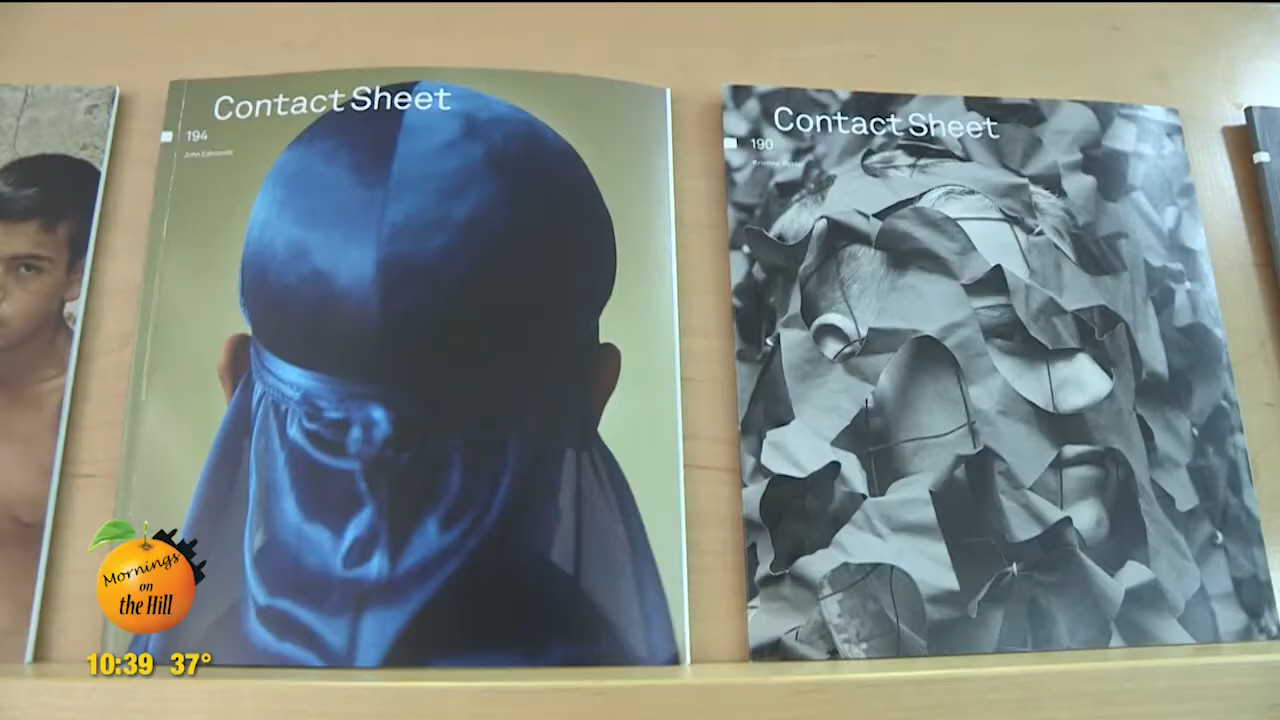 Contact Sheet
194
John Edmonds
Contact Sheet
190
Mornings
on
the Hill
10:39 37°